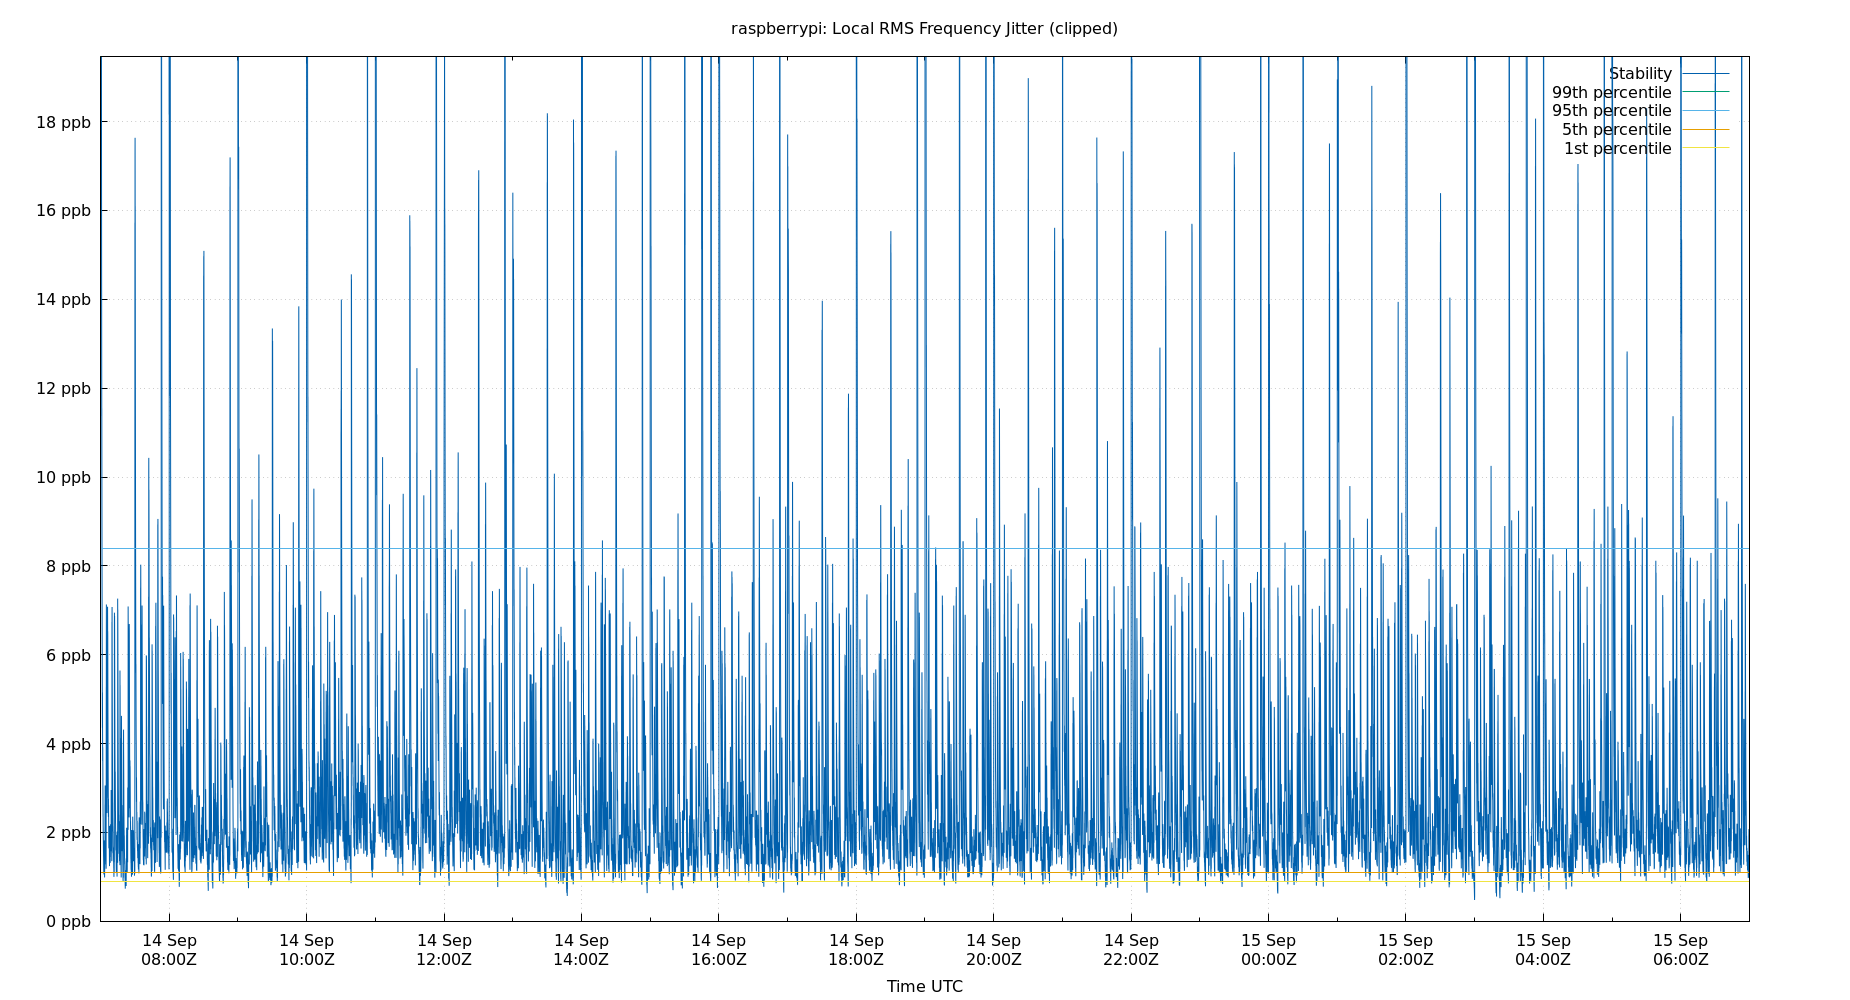 raspberrypi: Local RMS Frequency Jitter (clipped)
Stability
99th percentile
95th percentile
5th percentile
1st percentile
18 ppb
16 ppb
14 ppb
12 ppb
10 ppb
8 ppb
6 ppb
4 ppb
2 ppb
0 ppb
14 Sep 14 Sep 14 Sep 14 Sep 14 Sep 14 Sep 14 Sep 14 Sep 15 Sep 15 Sep 15 Sep 15 Sep
08:00Z 10:00Z 12:00Z 14:00Z 16:00Z 18:00Z 20:00Z 22:00Z 00:00Z 02:00Z 04:00Z 06:00Z
Time UTC